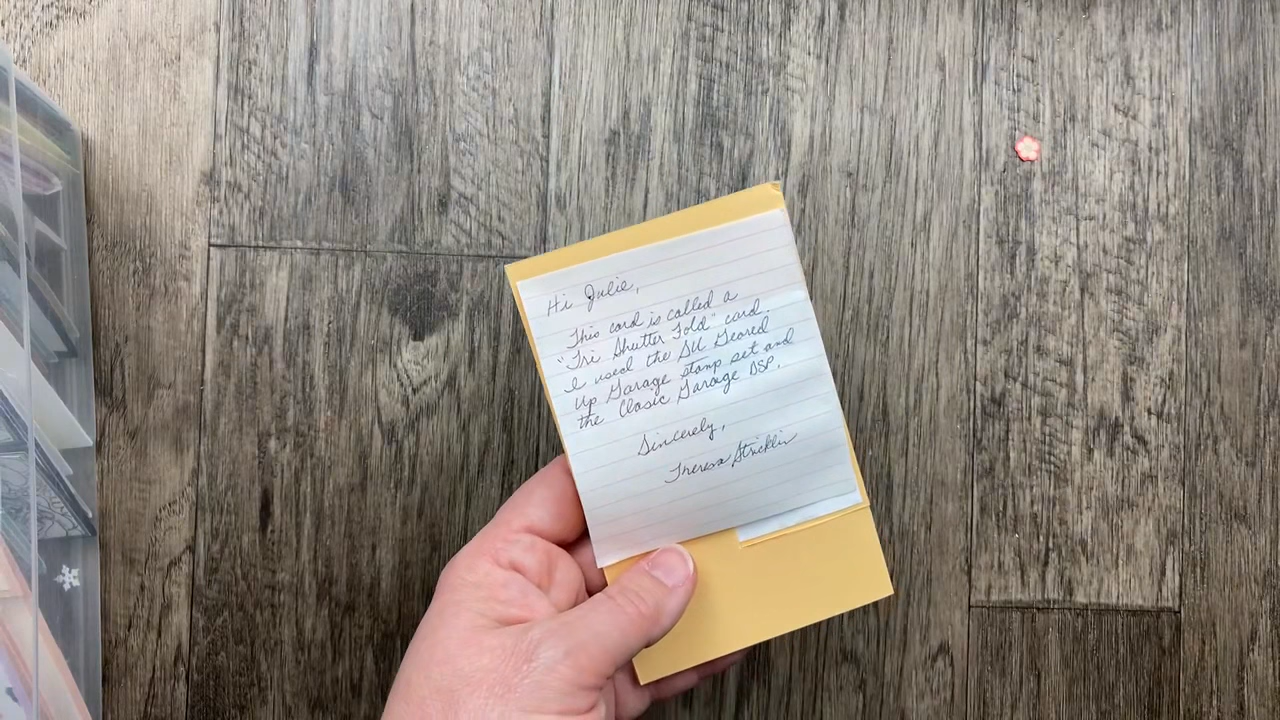 Hi Julie,
This card is called a
"Tri Shutter Fold" card.
I used the SU Geared
Up Garage stamp set and
the Clasic Garage DSP.
Sincerely,
Theresa Stricklin